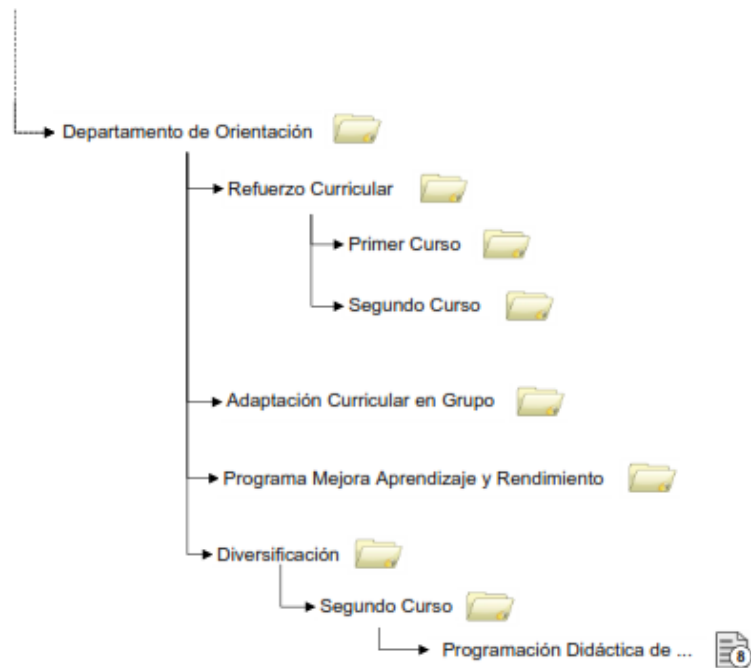 Departamento de Orientación
Refuerzo Curricular
Primer Curso
Segundo Curso
Adaptación Curricular en Grupo
Programa Mejora Aprendizaje y Rendimiento
Diversificación
Segundo Curso
Programación Didáctica de ...
8